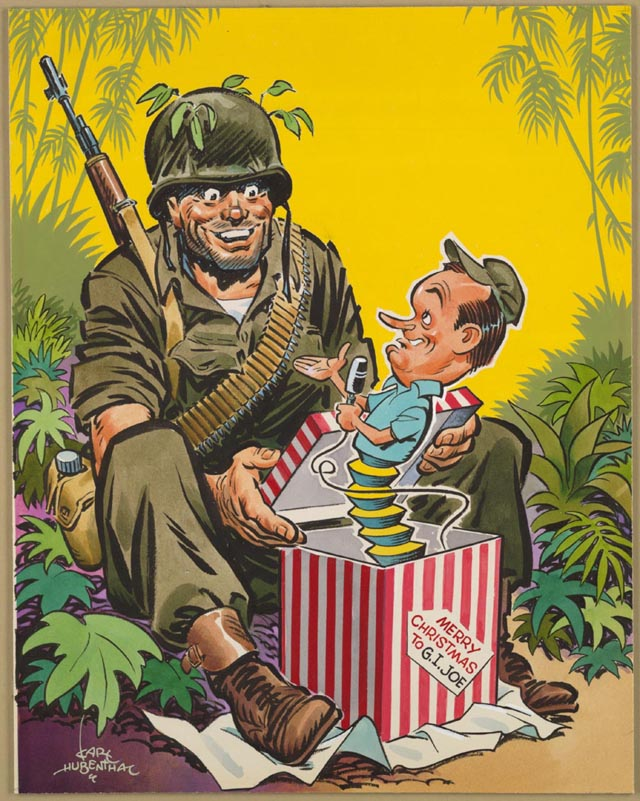 MERRY
CHRISTMAS
TO G.I. JOE
KARL
HUBENTHAL